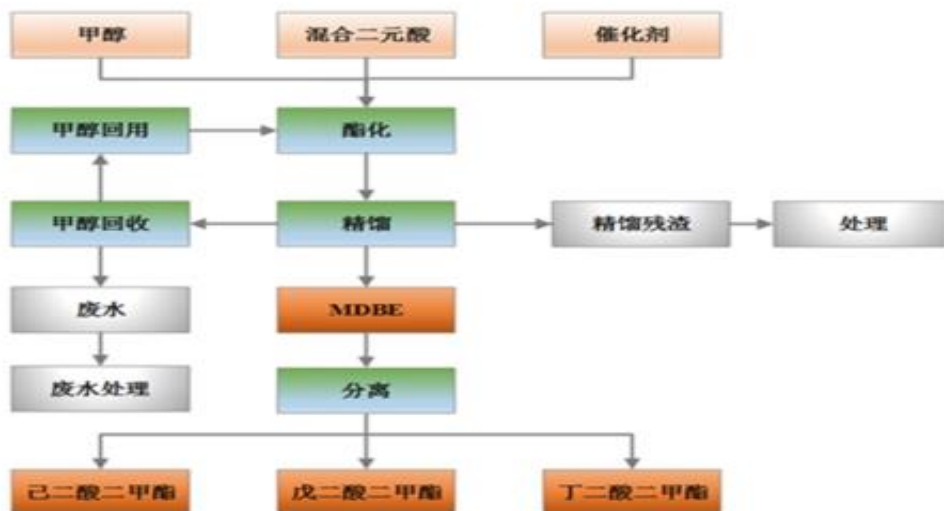 甲醇
混合二元酸
催化剂
甲醇回用
酯化
甲醇回收
精馏
精馏残渣
处理
废水
MDBE
废水处理
分离
己二酸二甲酯
戊二酸二甲酯
丁二酸二甲酯